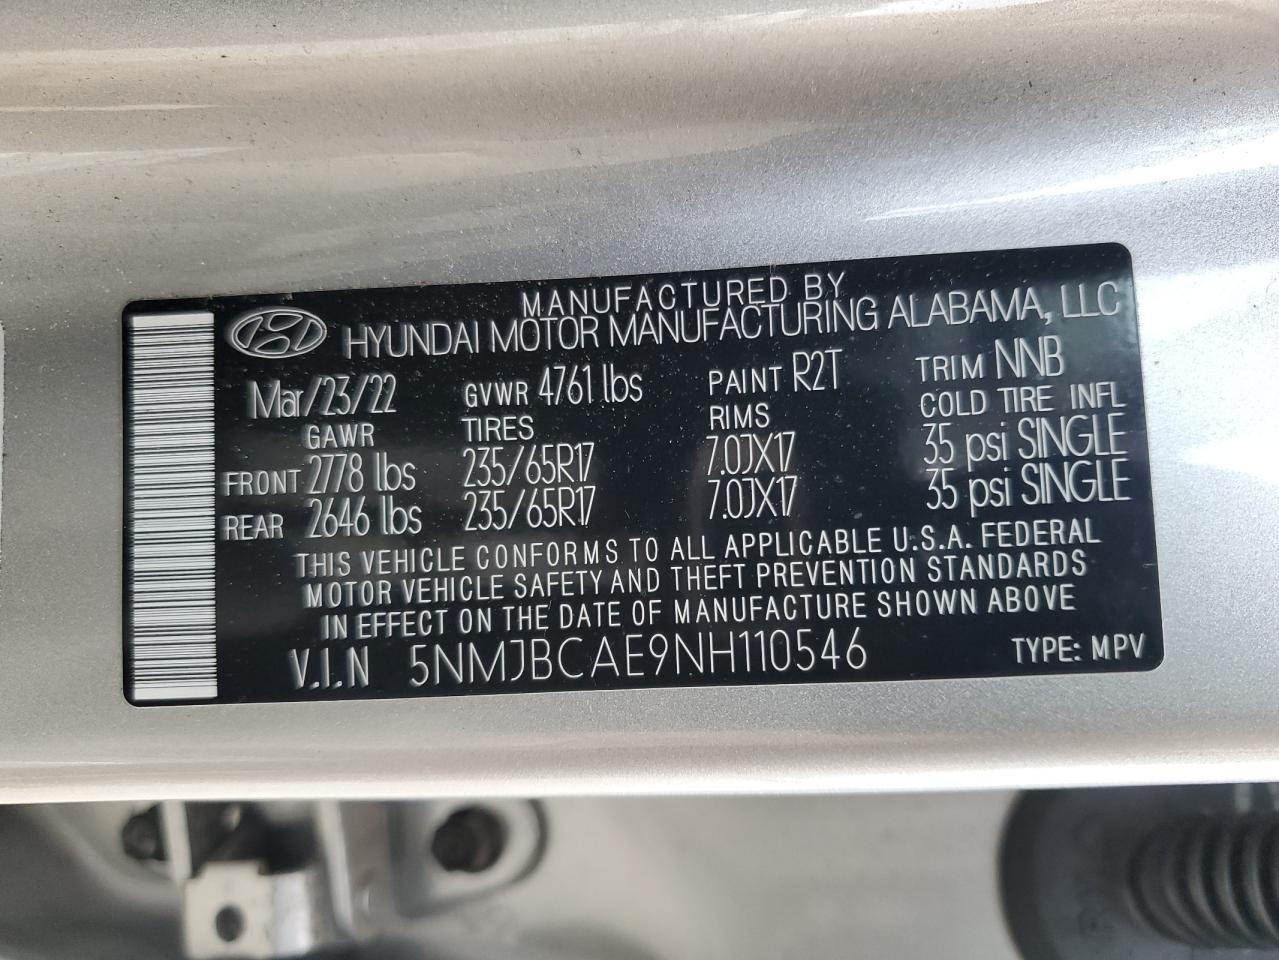 MANUFACTURED BY
HYUNDAI MOTOR MANUFACTURING ALABAMA, LLC
Mar/23/22 GVWR 4761 lbs PAINT R2T TRIM NNB
GAWR TIRES RIMS COLD TIRE INFL
FRONT 2778 lbs 235/65R17 7.0JX17 35 psi SINGLE
REAR 2646 lbs 235/65R17 7.0JX17 35 psi SINGLE
THIS VEHICLE CONFORMS TO ALL APPLICABLE U.S.A. FEDERAL
MOTOR VEHICLE SAFETY AND THEFT PREVENTION STANDARDS
IN EFFECT ON THE DATE OF MANUFACTURE SHOWN ABOVE
V.I.N 5NMJBCAE9NH110546 TYPE: MPV